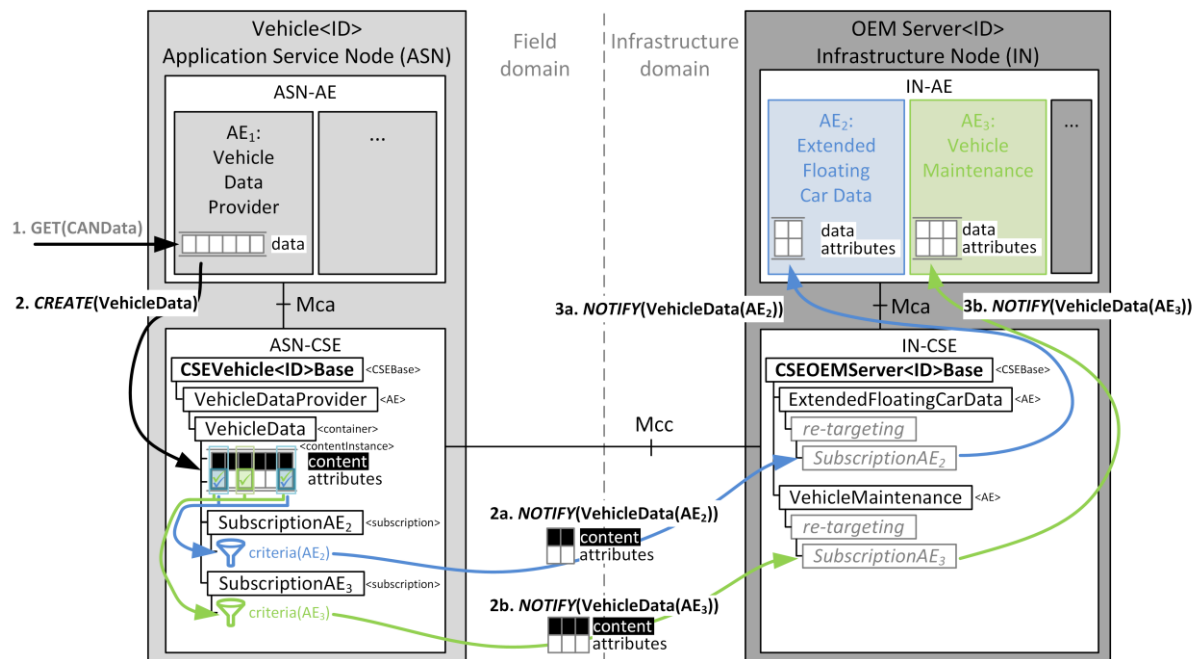 Vehicle<ID>
Application Service Node (ASN)
ASN-AE
AE₁:
Vehicle
Data
Provider
data
...
1. GET(CANData)
2. CREATE(VehicleData)
Mca
ASN-CSE
CSEVehicle<ID>Base <CSEBase>
VehicleDataProvider <AE>
VehicleData <container>
<contentInstance>
content
attributes
SubscriptionAE₂ <subscription>
criteria(AE₂)
SubscriptionAE₃ <subscription>
criteria(AE₃)
Field
domain
Infrastructure
domain
Mcc
2a. NOTIFY(VehicleData(AE₂))
content
attributes
2b. NOTIFY(VehicleData(AE₃))
content
attributes
OEM Server<ID>
Infrastructure Node (IN)
IN-AE
AE₂:
Extended
Floating
Car Data
data
attributes
AE₃:
Vehicle
Maintenance
data
attributes
...
3a. NOTIFY(VehicleData(AE₂))
Mca
3b. NOTIFY(VehicleData(AE₃))
IN-CSE
CSEOEMServer<ID>Base <CSEBase>
ExtendedFloatingCarData <AE>
re-targeting
SubscriptionAE₂
VehicleMaintenance <AE>
re-targeting
SubscriptionAE₃